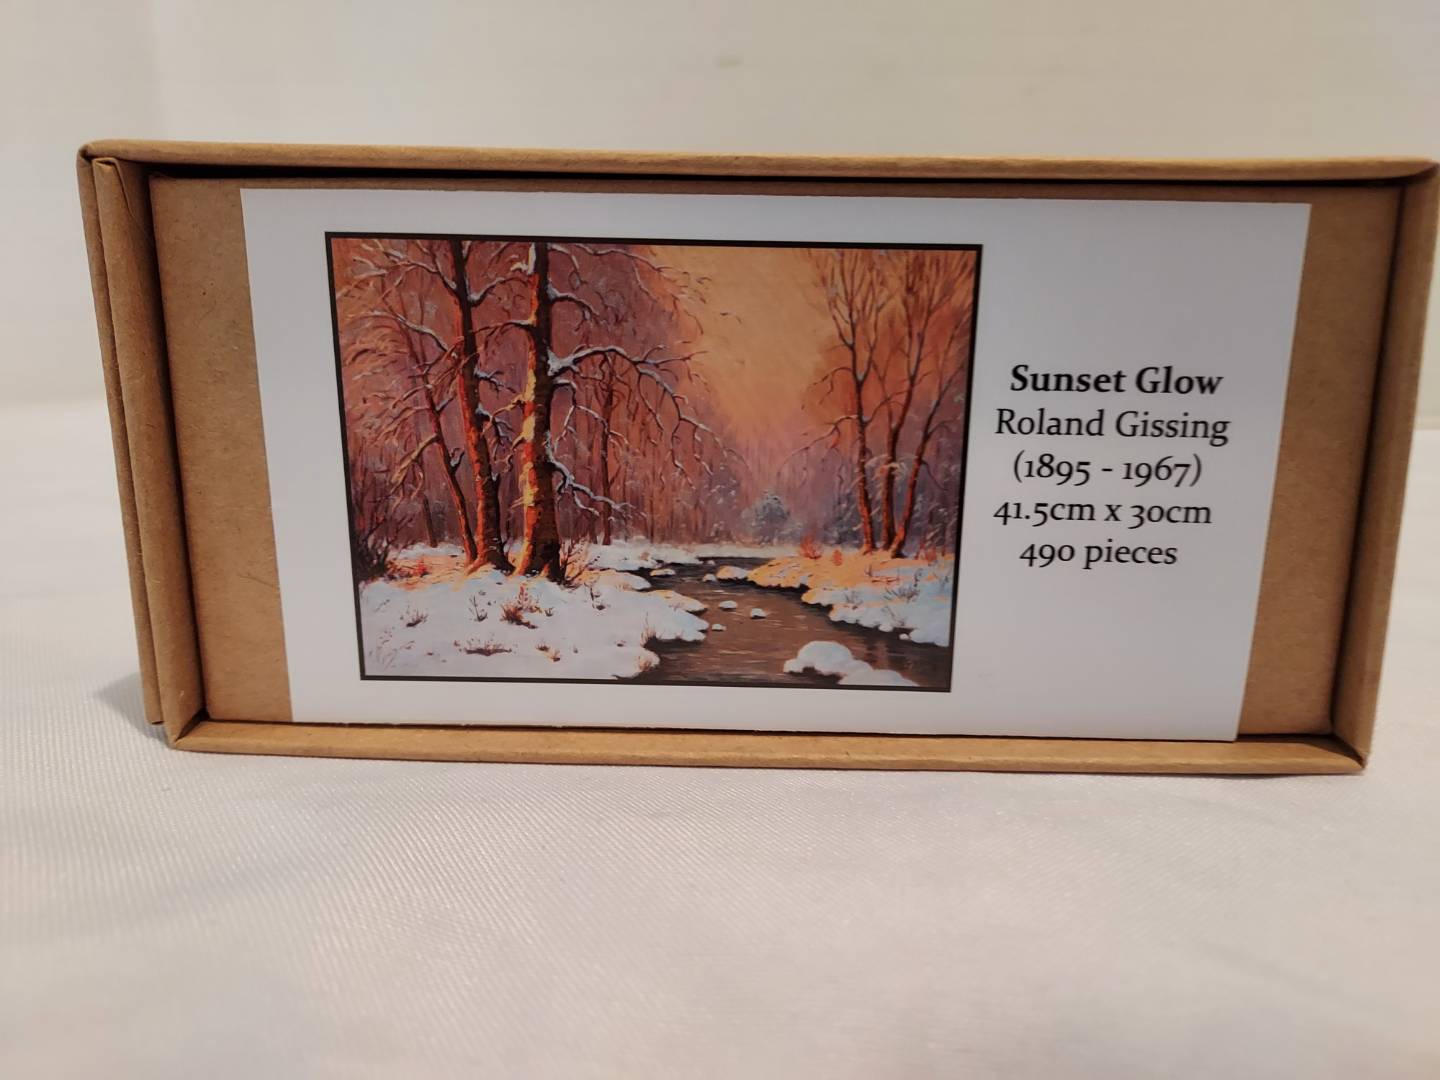 Sunset Glow
Roland Gissing
(1895 - 1967)
41.5cm x 30cm
490 pieces